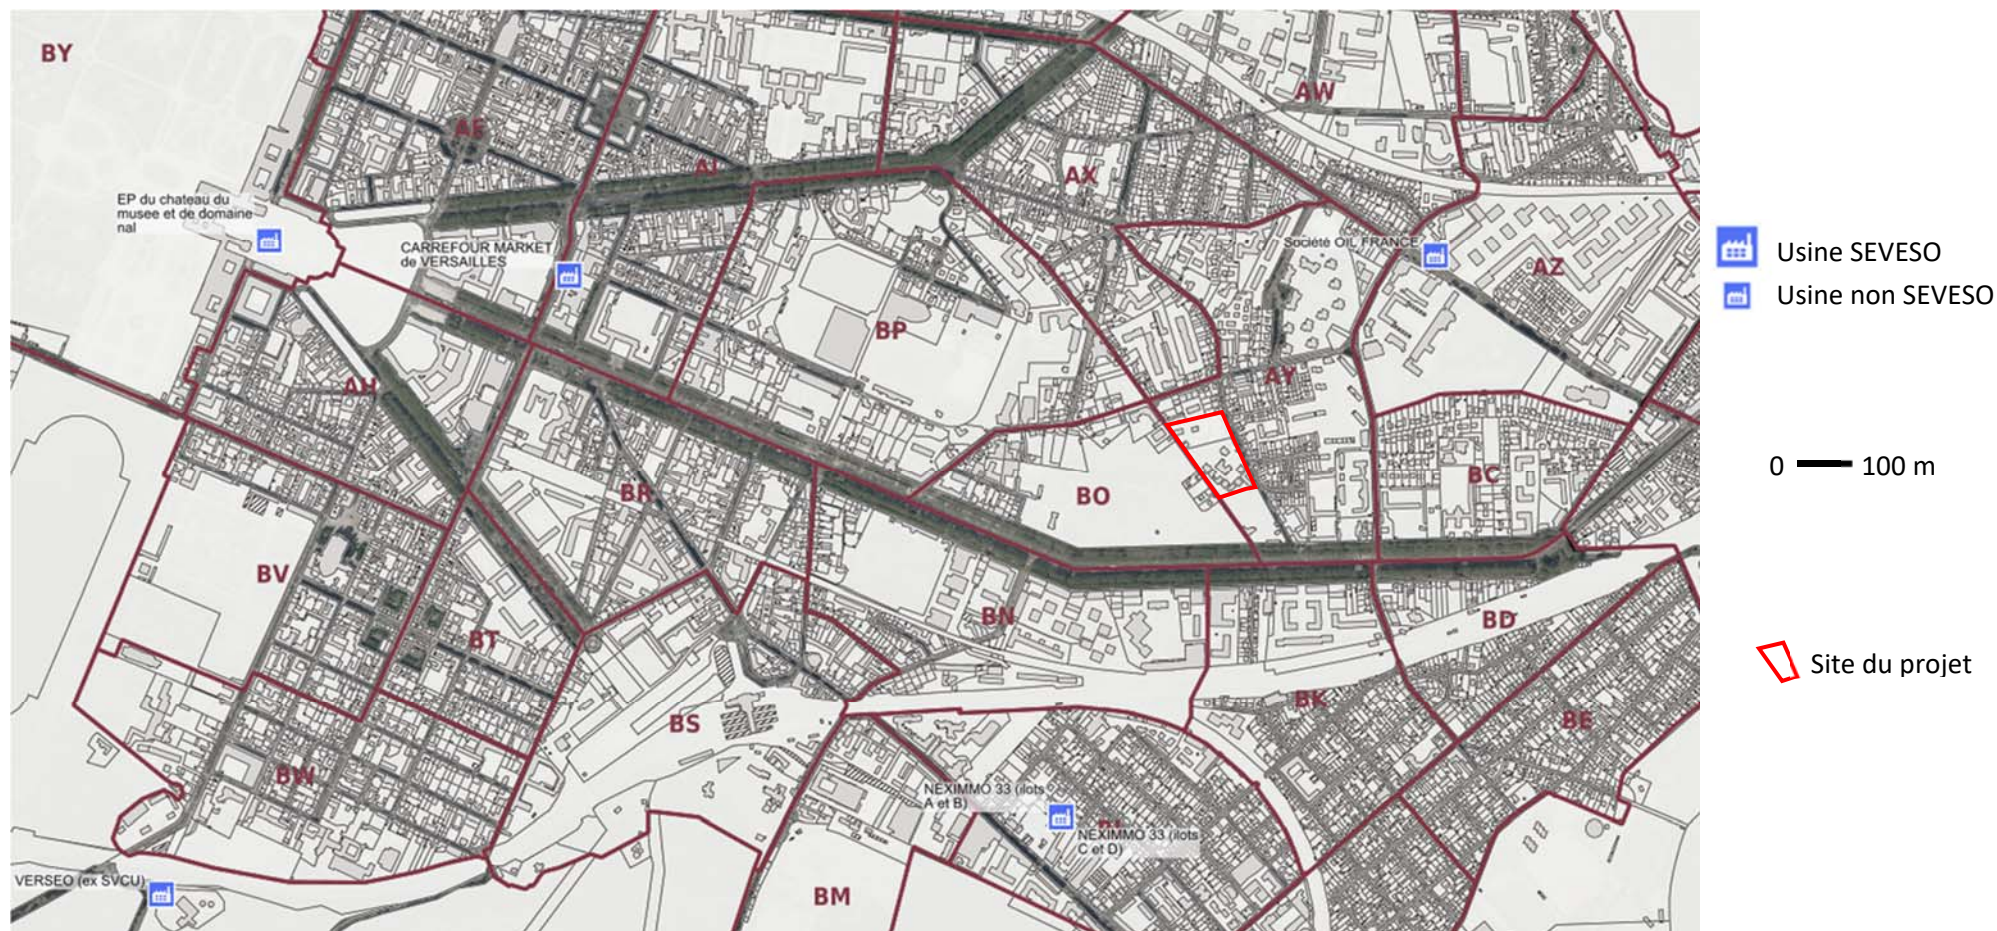 BY
AW
AE
AJ
AX
EP du chateau du
musee et de domaine
nal
CARREFOUR MARKET
de VERSAILLES
Société OIL FRANCE
AZ
Usine SEVESO
Usine non SEVESO
BP
AH
AY
BR
BO
BC
0 100 m
BV
BN
BD
BT
Site du projet
BS
BK
BE
BW
NEXIMMO 33 (ilots
A et B)
NEXIMMO 33 (ilots
C et D)
VERSEO (ex SVCU)
BM